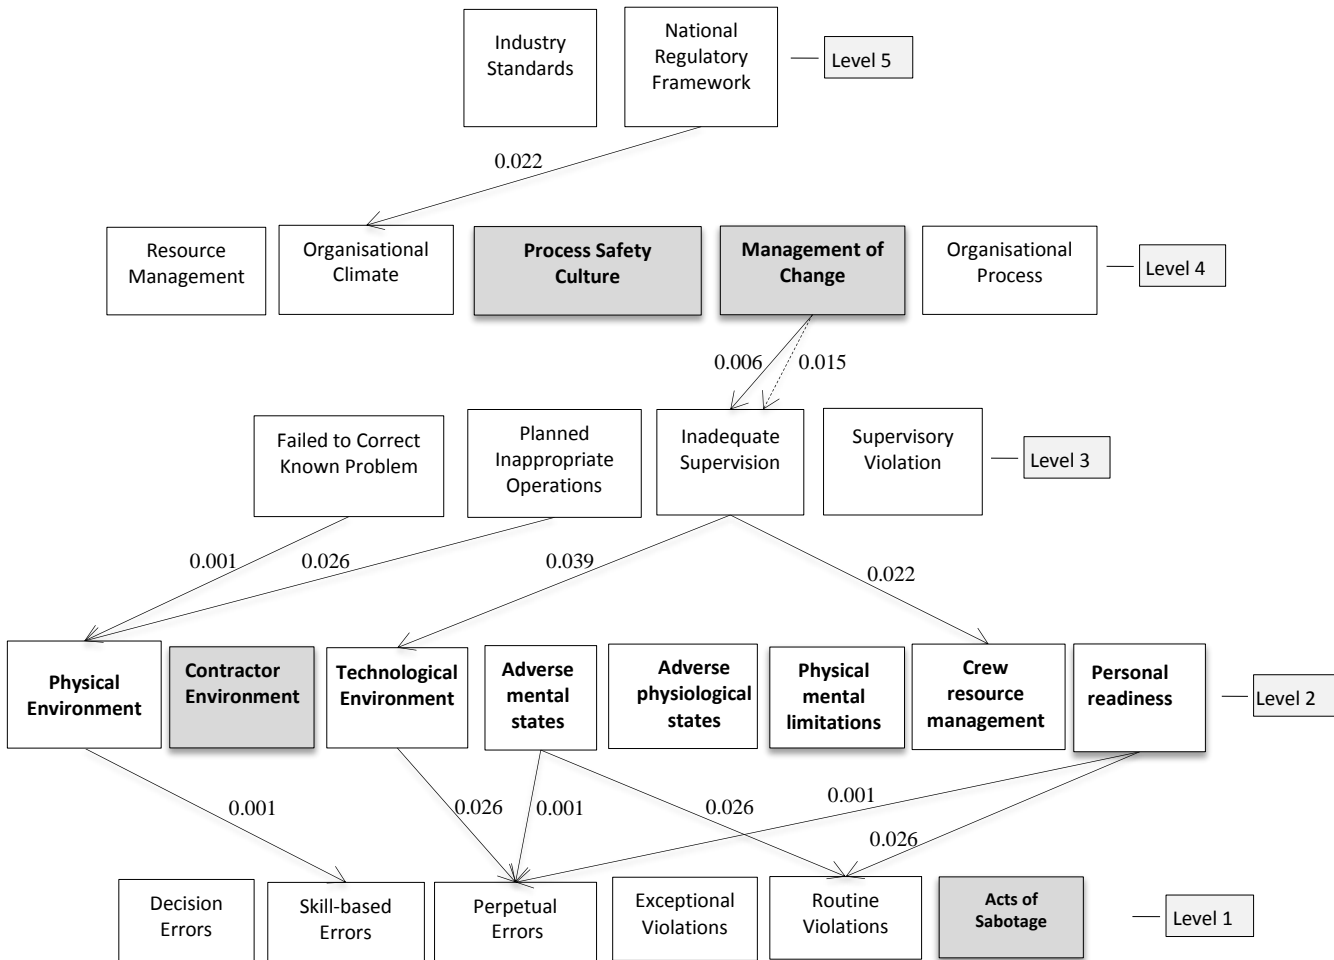 Industry
Standards
National
Regulatory
Framework
Level 5
0.022
Resource
Management
Organisational
Climate
Process Safety
Culture
Management of
Change
Organisational
Process
Level 4
0.006
0.015
Failed to Correct
Known Problem
Planned
Inappropriate
Operations
Inadequate
Supervision
Supervisory
Violation
Level 3
0.001
0.026
0.039
0.022
Physical
Environment
Contractor
Environment
Technological
Environment
Adverse
mental
states
Adverse
physiological
states
Physical
mental
limitations
Crew
resource
management
Personal
readiness
Level 2
0.001
0.026
0.001
0.026
0.001
0.026
Decision
Errors
Skill-based
Errors
Perpetual
Errors
Exceptional
Violations
Routine
Violations
Acts of
Sabotage
Level 1